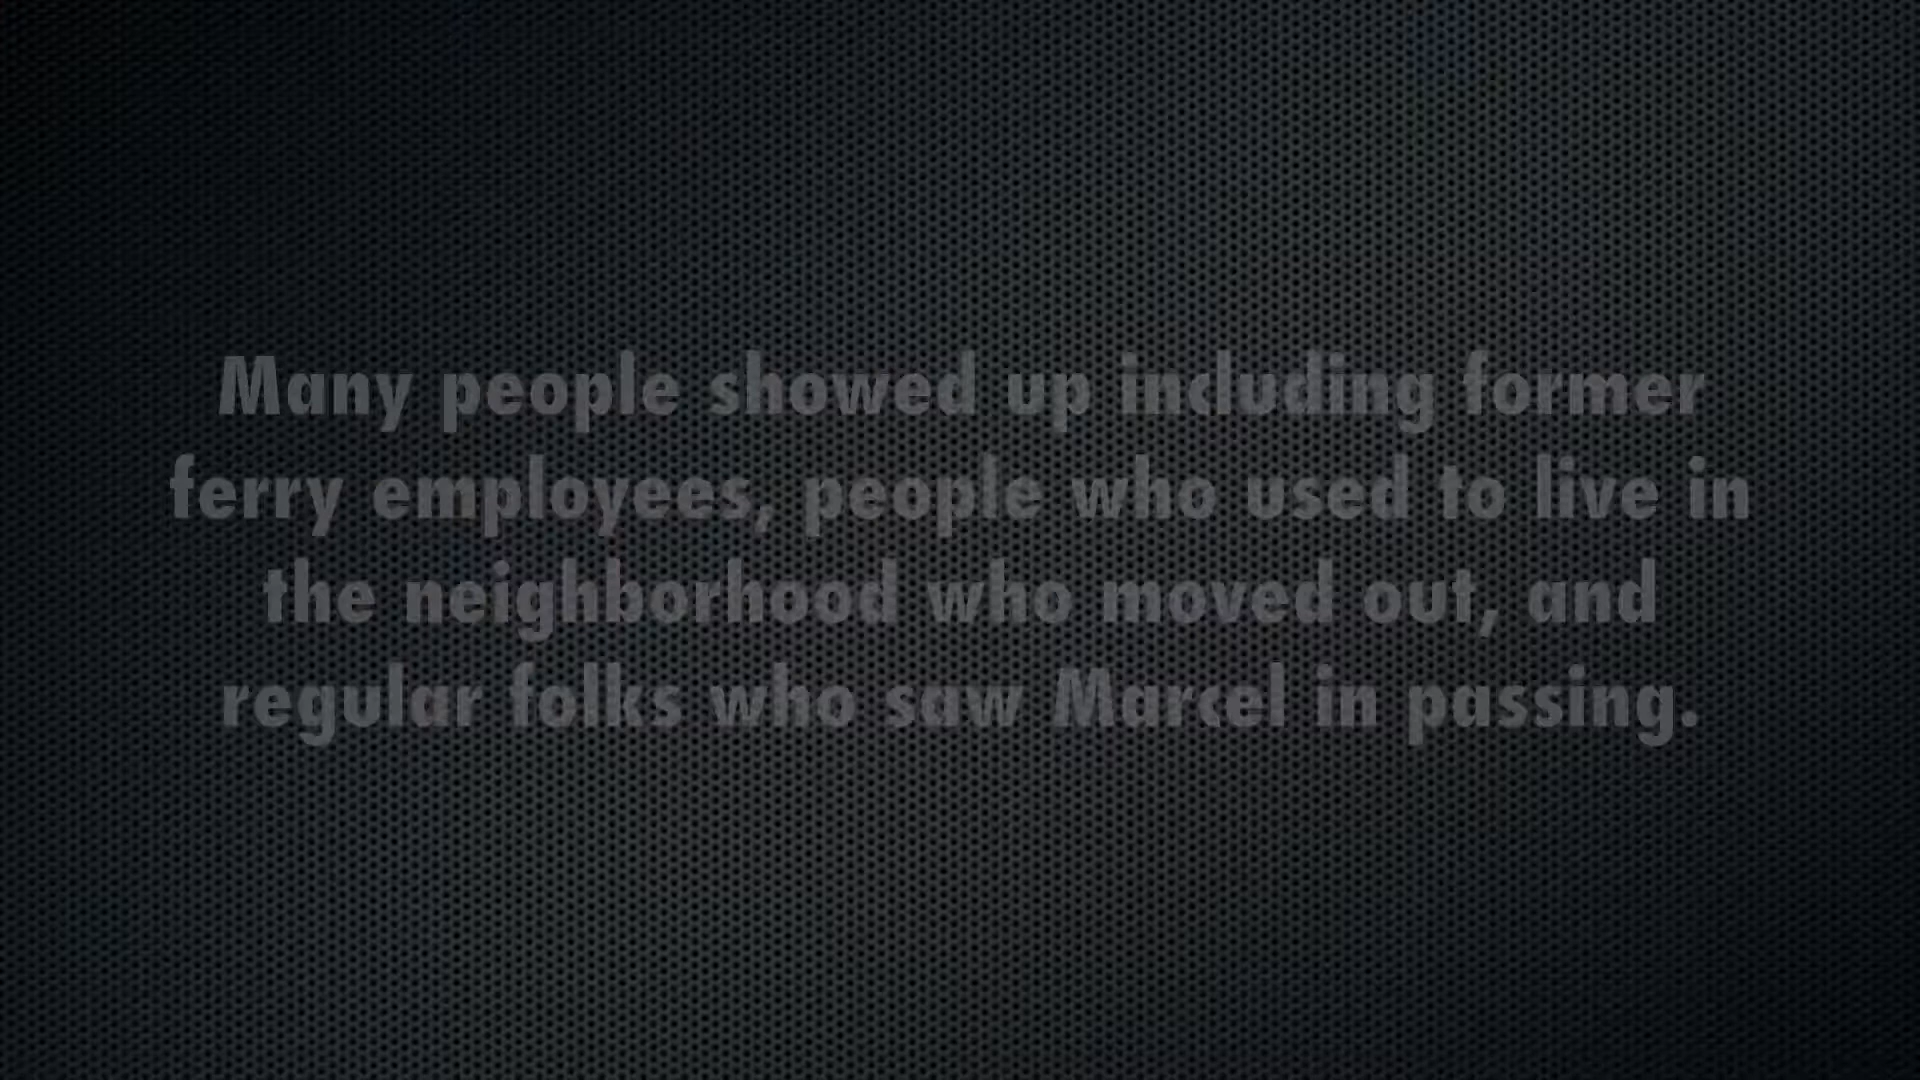 Many people showed up including former
ferry employees, people who used to live in
the neighborhood who moved out, and
regular folks who saw Marcel in passing.